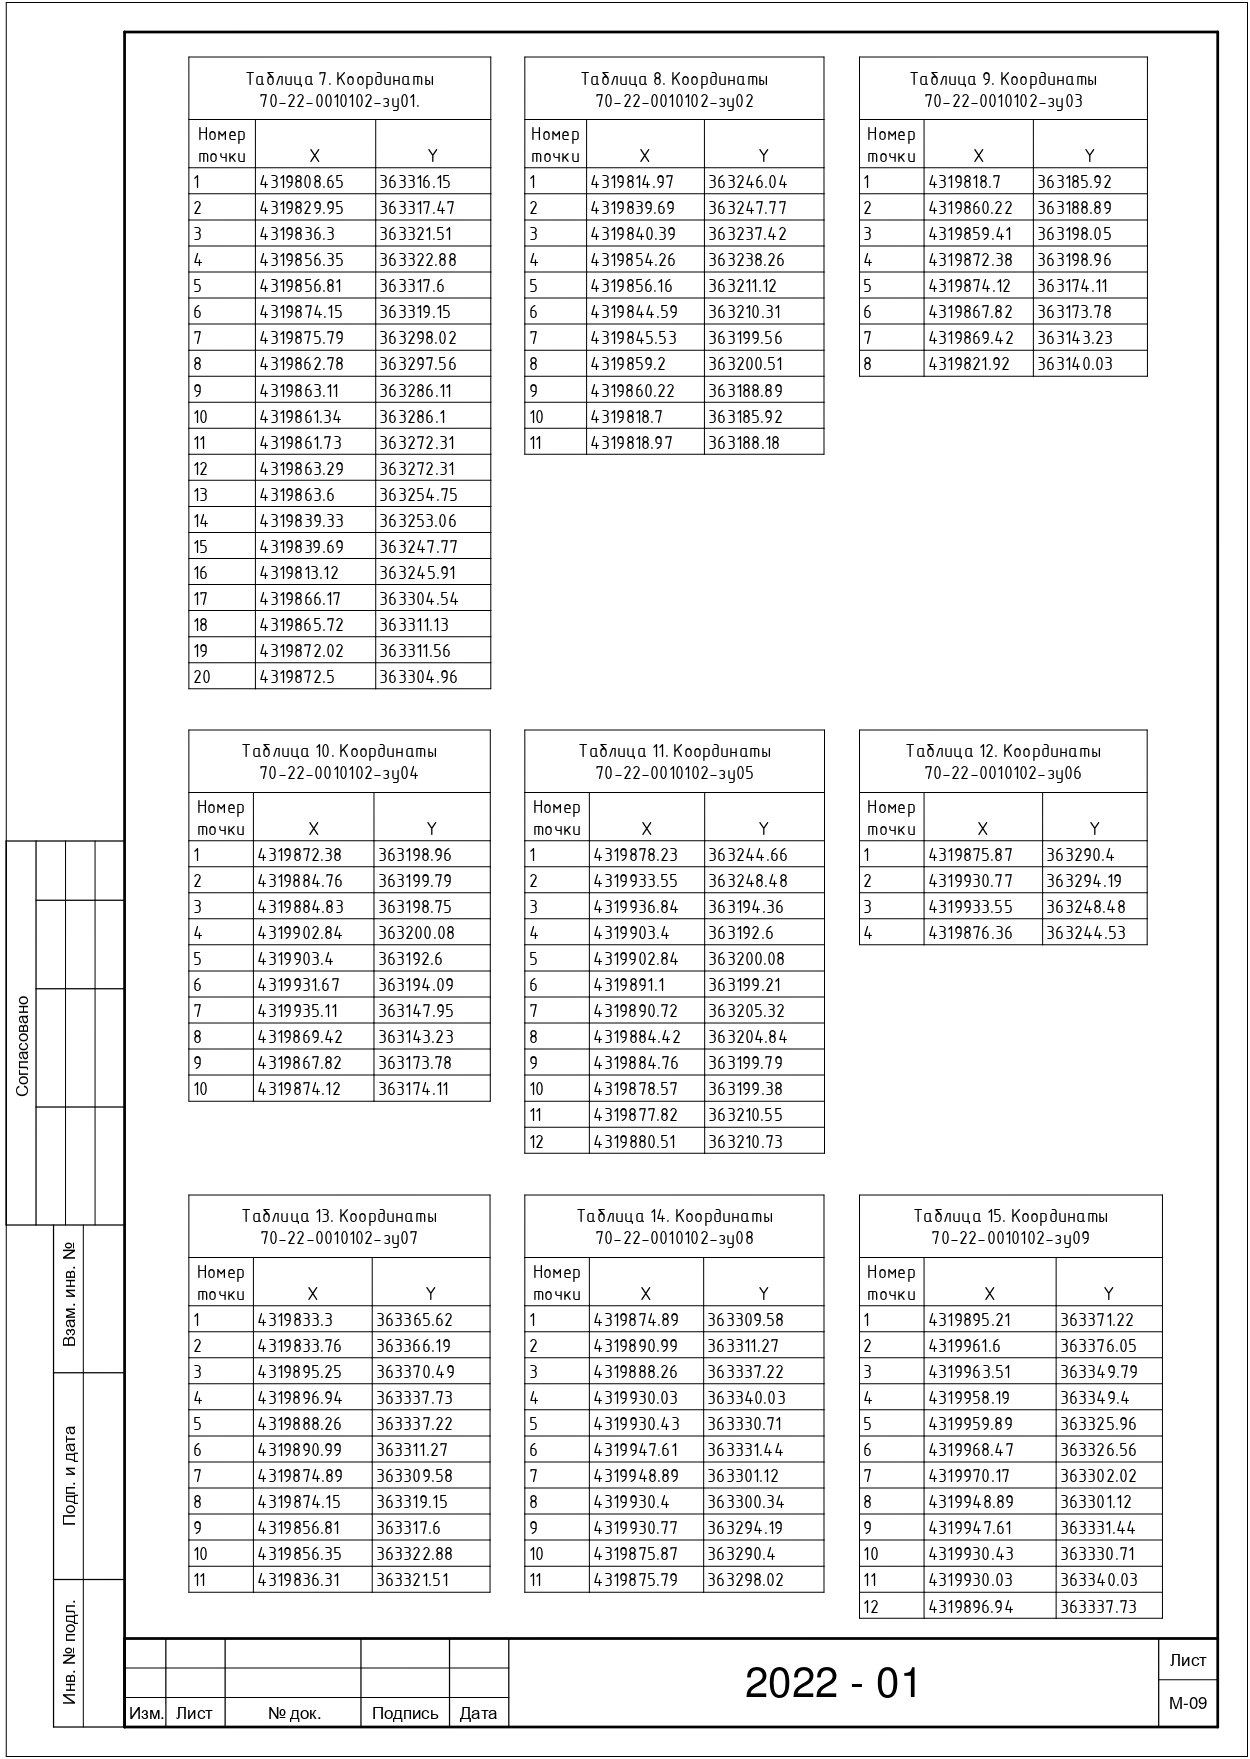 Таблица 7. Координаты
70-22-0010102-зу01.
Номер точки X Y
1 4319808.65 363316.15
2 4319829.95 363317.47
3 4319836.3 363321.51
4 4319856.35 363322.88
5 4319856.81 363317.6
6 4319874.15 363319.15
7 4319875.79 363298.02
8 4319862.78 363297.56
9 4319863.11 363286.11
10 4319861.34 363286.1
11 4319861.73 363272.31
12 4319863.29 363272.31
13 4319863.6 363254.75
14 4319839.33 363253.06
15 4319839.69 363247.77
16 4319813.12 363245.91
17 4319866.17 363304.54
18 4319865.72 363311.13
19 4319872.02 363311.56
20 4319872.5 363304.96
Таблица 8. Координаты
70-22-0010102-зу02
Номер точки X Y
1 4319814.97 363246.04
2 4319839.69 363247.77
3 4319840.39 363237.42
4 4319854.26 363238.26
5 4319856.16 363211.12
6 4319844.59 363210.31
7 4319845.53 363199.56
8 4319859.2 363200.51
9 4319860.22 363188.89
10 4319818.7 363185.92
11 4319818.97 363188.18
Таблица 9. Координаты
70-22-0010102-зу03
Номер точки X Y
1 4319818.7 363185.92
2 4319860.22 363188.89
3 4319859.41 363198.05
4 4319872.38 363198.96
5 4319874.12 363174.11
6 4319867.82 363173.78
7 4319869.42 363143.23
8 4319821.92 363140.03
Таблица 10. Координаты
70-22-0010102-зу04
Номер точки X Y
1 4319872.38 363198.96
2 4319884.76 363199.79
3 4319884.83 363198.75
4 4319902.84 363200.08
5 4319903.4 363192.6
6 4319931.67 363194.09
7 4319935.11 363147.95
8 4319869.42 363143.23
9 4319867.82 363173.78
10 4319874.12 363174.11
Таблица 11. Координаты
70-22-0010102-зу05
Номер точки X Y
1 4319878.23 363244.66
2 4319933.55 363248.48
3 4319936.84 363194.36
4 4319903.4 363192.6
5 4319902.84 363200.08
6 4319891.1 363199.21
7 4319890.72 363205.32
8 4319884.42 363204.84
9 4319884.76 363199.79
10 4319878.57 363199.38
11 4319877.82 363210.55
12 4319880.51 363210.73
Таблица 12. Координаты
70-22-0010102-зу06
Номер точки X Y
1 4319875.87 363290.4
2 4319930.77 363294.19
3 4319933.55 363248.48
4 4319876.36 363244.53
Таблица 13. Координаты
70-22-0010102-зу07
Номер точки X Y
1 4319833.3 363365.62
2 4319833.76 363366.19
3 4319895.25 363370.49
4 4319896.94 363337.73
5 4319888.26 363337.22
6 4319890.99 363311.27
7 4319874.89 363309.58
8 4319874.15 363319.15
9 4319856.81 363317.6
10 4319856.35 363322.88
11 4319836.31 363321.51
Таблица 14. Координаты
70-22-0010102-зу08
Номер точки X Y
1 4319874.89 363309.58
2 4319890.99 363311.27
3 4319888.26 363337.22
4 4319930.03 363340.03
5 4319930.43 363330.71
6 4319947.61 363331.44
7 4319948.89 363301.12
8 4319930.4 363300.34
9 4319930.77 363294.19
10 4319875.87 363290.4
11 4319875.79 363298.02
Таблица 15. Координаты
70-22-0010102-зу09
Номер точки X Y
1 4319895.21 363371.22
2 4319961.6 363376.05
3 4319963.51 363349.79
4 4319958.19 363349.4
5 4319959.89 363325.96
6 4319968.47 363326.56
7 4319970.17 363302.02
8 4319948.89 363301.12
9 4319947.61 363331.44
10 4319930.43 363330.71
11 4319930.03 363340.03
12 4319896.94 363337.73
Согласовано
Взам. инв. №
Подп. и дата
Инв. № подл.
Изм. Лист № док. Подпись Дата
2022 - 01
Лист
М-09